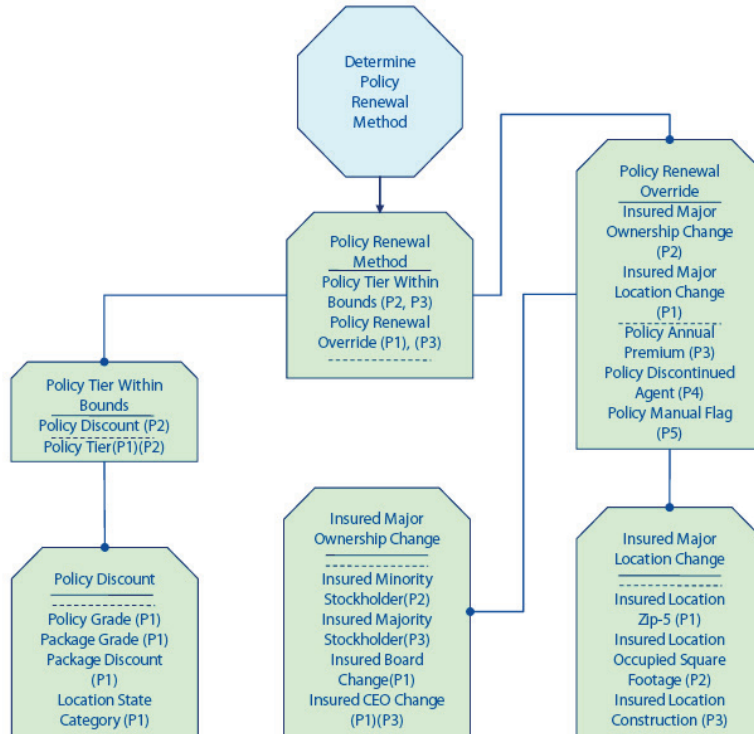 Determine
Policy
Renewal
Method
Policy Renewal
Method
Policy Tier Within
Bounds (P2, P3)
Policy Renewal
Override (P1), (P3)
Policy Renewal
Override
Insured Major
Ownership Change
(P2)
Insured Major
Location Change
(P1)
Policy Annual
Premium (P3)
Policy Discontinued
Agent (P4)
Policy Manual Flag
(P5)
Policy Tier Within
Bounds
Policy Discount (P2)
Policy Tier(P1)(P2)
Policy Discount
Policy Grade (P1)
Package Grade (P1)
Package Discount
(P1)
Location State
Category (P1)
Insured Major
Ownership Change
Insured Minority
Stockholder(P2)
Insured Majority
Stockholder(P3)
Insured Board
Change(P1)
Insured CEO Change
(P1)(P3)
Insured Major
Location Change
Insured Location
Zip-5 (P1)
Insured Location
Occupied Square
Footage (P2)
Insured Location
Construction (P3)